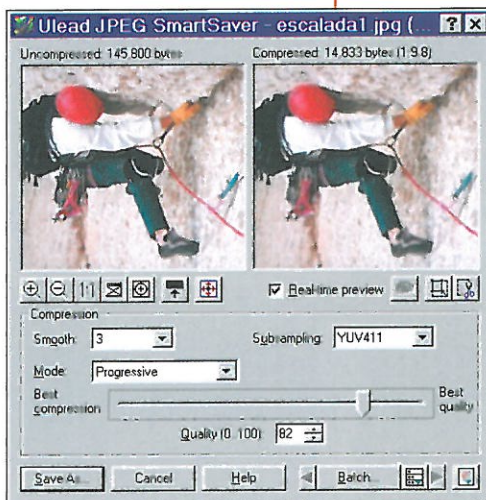 Ulead JPEG SmartSaver - escalada1 jpg (...
Uncompressed: 145.800 bytes
Compressed: 14.833 bytes (1:9.8)
1:1
Real-time preview
Compression
Smooth: 3
Subsampling: YUV411
Mode: Progressive
Best compression
Best quality
Quality (0..100): 82
Save As...
Cancel
Help
Batch...